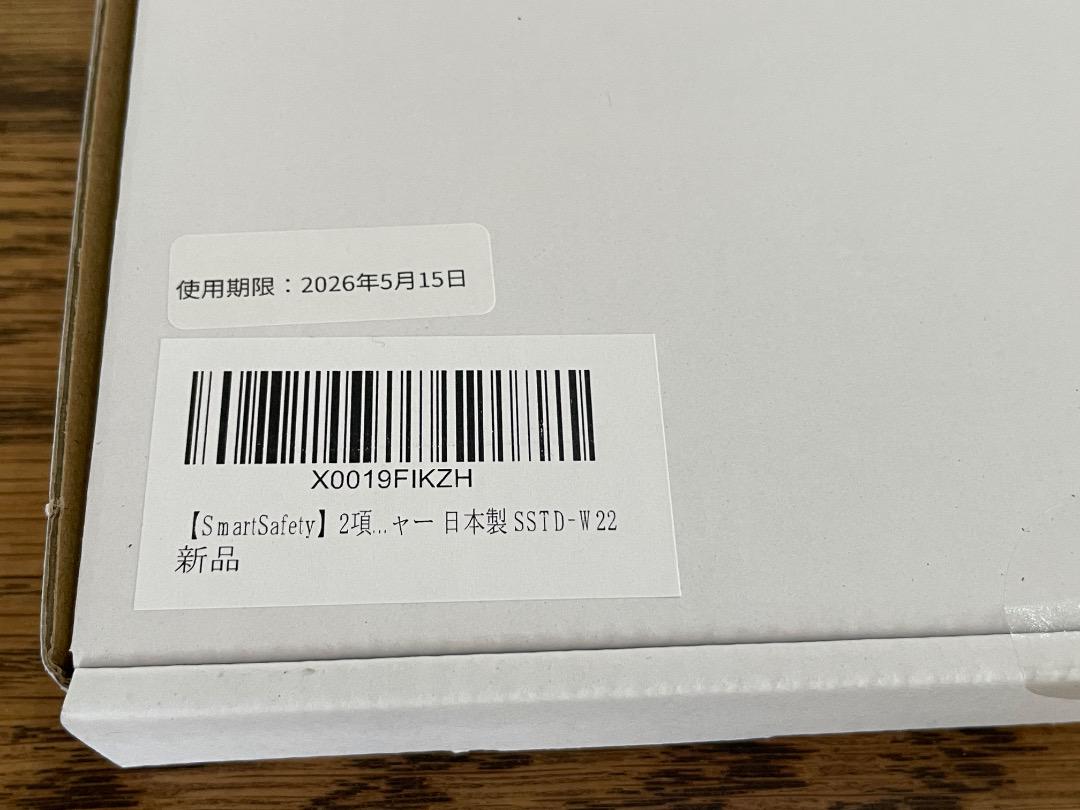 使用期限：2026年5月15日
X0019FIKZH
【SmartSafety】2項...ャー 日本製 SSTD-W22
新品